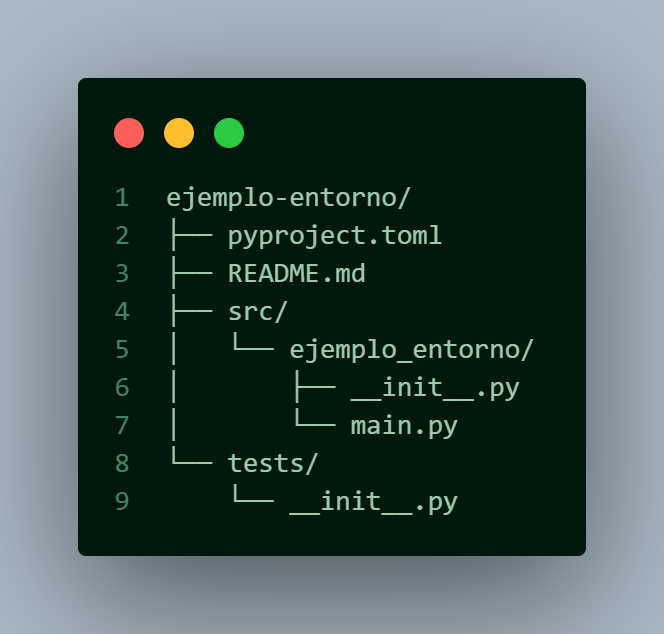 1 ejemplo-entorno/
2 ├── pyproject.toml
3 ├── README.md
4 ├── src/
5 │   └── ejemplo_entorno/
6 │       ├── __init__.py
7 │       └── main.py
8 └── tests/
9     └── __init__.py